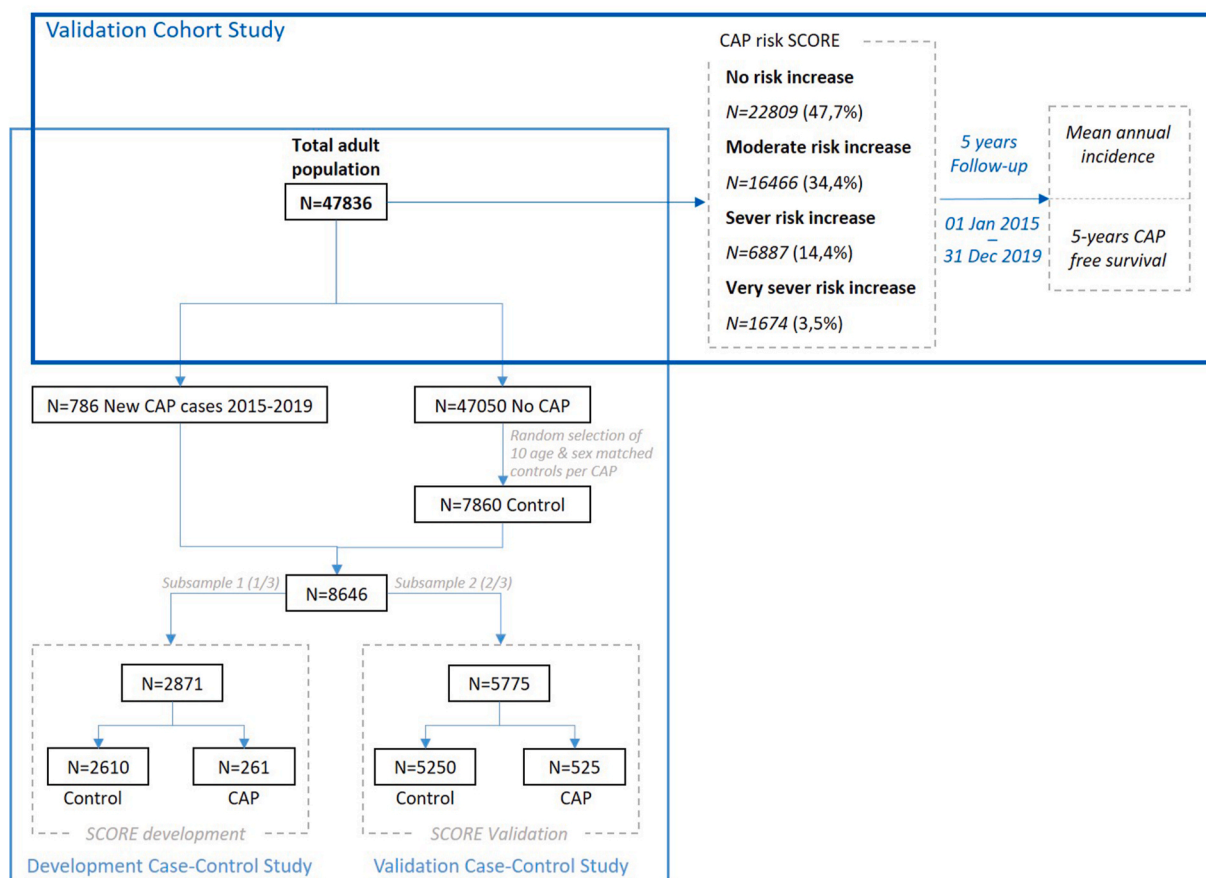 Validation Cohort Study
CAP risk SCORE
No risk increase
N=22809 (47,7%)
Moderate risk increase
N=16466 (34,4%)
Sever risk increase
N=6887 (14,4%)
Very sever risk increase
N=1674 (3,5%)
5 years
Follow-up
01 Jan 2015
–
31 Dec 2019
Mean annual
incidence
5-years CAP
free survival
Total adult
population
N=47836
N=786 New CAP cases 2015-2019
N=47050 No CAP
Random selection of
10 age & sex matched
controls per CAP
N=7860 Control
Subsample 1 (1/3)
N=8646
Subsample 2 (2/3)
N=2871
N=5775
N=2610
N=261
N=5250
N=525
Control
CAP
Control
CAP
SCORE development
SCORE Validation
Development Case-Control Study
Validation Case-Control Study